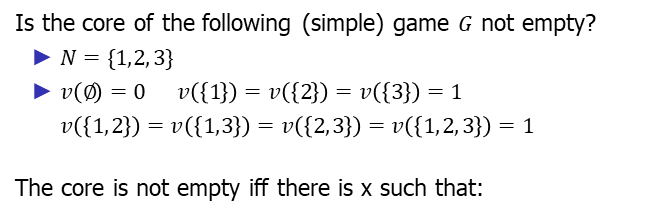 Is the core of the following (simple) game G not empty?
▶ N = {1,2,3}
▶ v(∅) = 0 v({1}) = v({2}) = v({3}) = 1
v({1,2}) = v({1,3}) = v({2,3}) = v({1,2,3}) = 1
The core is not empty iff there is x such that: